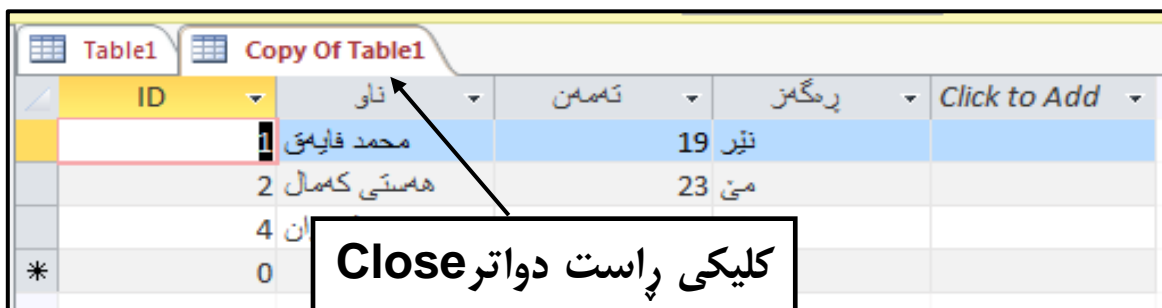 Table1 Copy Of Table1
ID ناو تەمەن ڕەگەز Click to Add
1 محمد فایەق 19 نێر
2 هەستی کەمال 23 مێ
4
0
کلیکی ڕاست دواتر Close